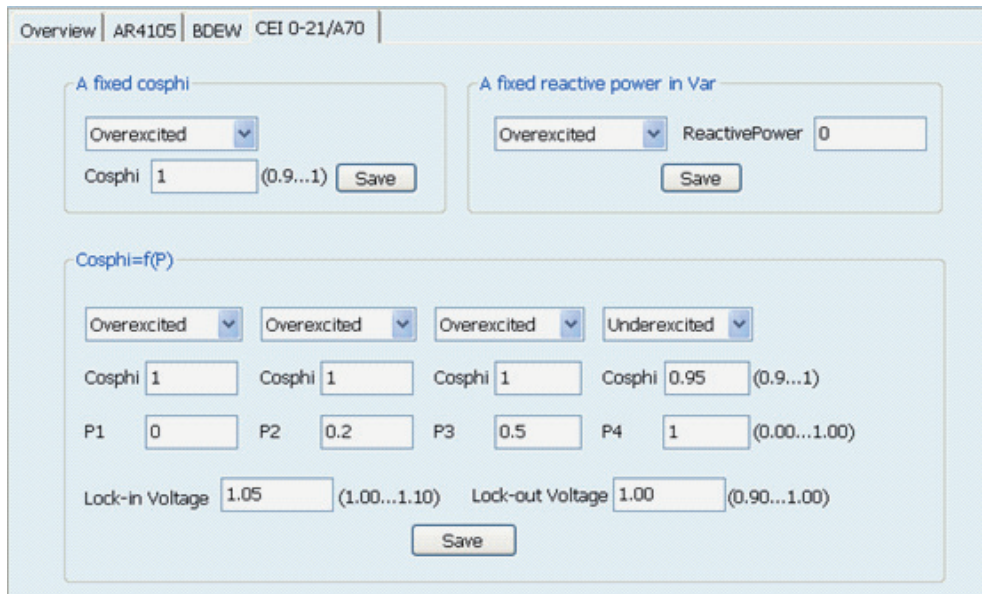 Overview AR4105 BDEW CEI 0-21/A70
A fixed cosphi
Overexcited
Cosphi 1 (0.9...1) Save
A fixed reactive power in Var
Overexcited ReactivePower 0
Save
Cosphi=f(P)
Overexcited Overexcited Overexcited Underexcited
Cosphi 1 Cosphi 1 Cosphi 1 Cosphi 0.95 (0.9...1)
P1 0 P2 0.2 P3 0.5 P4 1 (0.00...1.00)
Lock-in Voltage 1.05 (1.00...1.10) Lock-out Voltage 1.00 (0.90...1.00)
Save